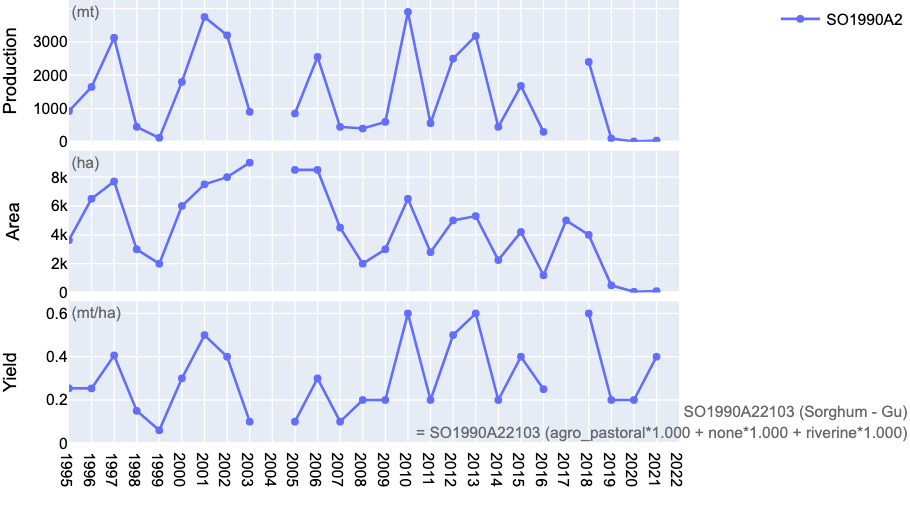 (mt)
SO1990A2
Production
3000
2000
1000
0
(ha)
Area
8k
6k
4k
2k
0
(mt/ha)
Yield
0.6
0.4
0.2
0
SO1990A22103 (Sorghum - Gu)
= SO1990A22103 (agro_pastoral*1.000 + none*1.000 + riverine*1.000)
1995
1996
1997
1998
1999
2000
2001
2002
2003
2004
2005
2006
2007
2008
2009
2010
2011
2012
2013
2014
2015
2016
2017
2018
2019
2020
2021
2022